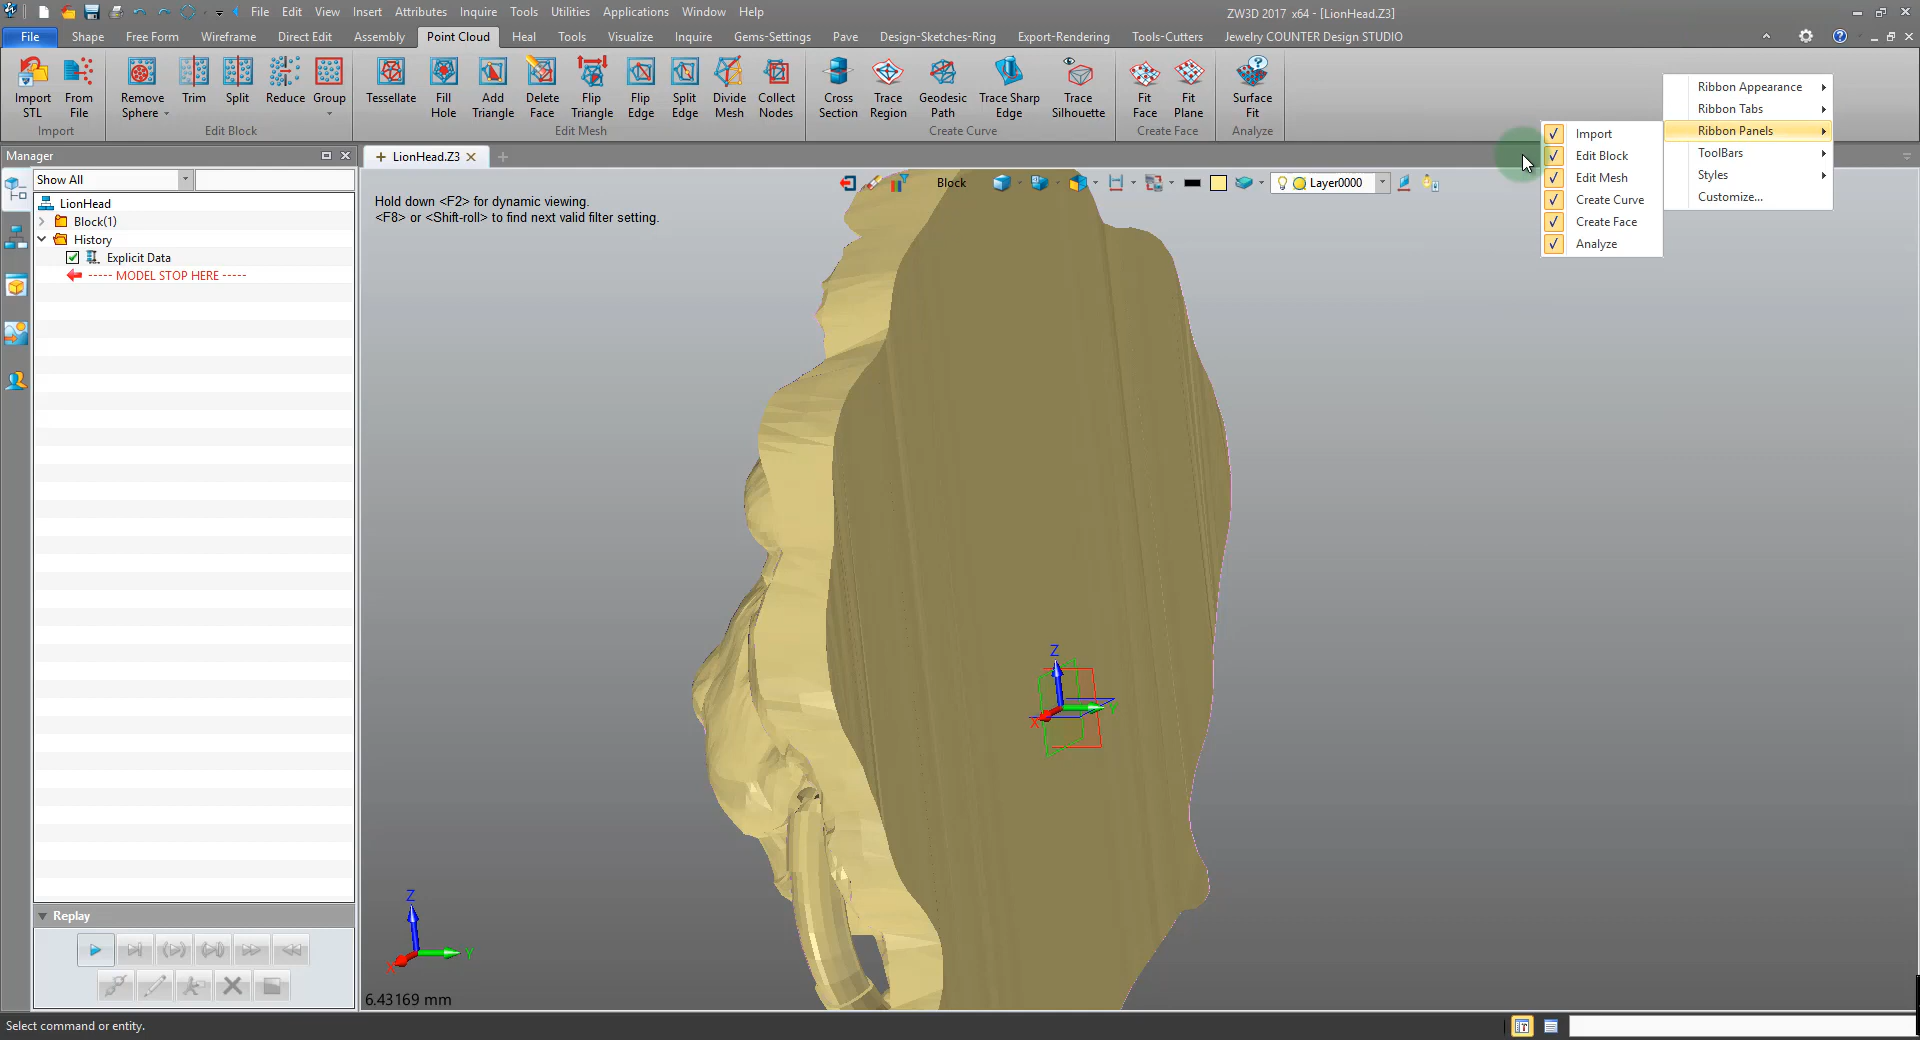 File Edit View Insert Attributes Inquire Tools Utilities Applications Window Help
ZW3D 2017 x64 - [LionHead.Z3]
File Shape Free Form Wireframe Direct Edit Assembly Point Cloud Heal Tools Visualize Inquire Gems-Settings Pave Design-Sketches-Ring Export-Rendering Tools-Cutters Jewelry COUNTER Design STUDIO
Import STL
From File
Import
Remove Sphere
Trim
Split
Reduce
Group
Edit Block
Tessellate
Fill Hole
Add Triangle
Delete Face
Flip Triangle
Flip Edge
Split Edge
Divide Mesh
Collect Nodes
Edit Mesh
Cross Section
Trace Region
Geodesic Path
Trace Sharp Edge
Trace Silhouette
Create Curve
Fit Face
Fit Plane
Create Face
Surface Fit
Analyze
Ribbon Appearance
Ribbon Tabs
Ribbon Panels
ToolBars
Styles
Customize...
Import
Edit Block
Edit Mesh
Create Curve
Create Face
Analyze
Manager
LionHead.Z3
Show All
Block
Layer0000
LionHead
Block(1)
History
Explicit Data
----- MODEL STOP HERE -----
Hold down <F2> for dynamic viewing.
<F8> or <Shift-roll> to find next valid filter setting.
Z
X
Y
Replay
Z
X
Y
6.43169 mm
Select command or entity.